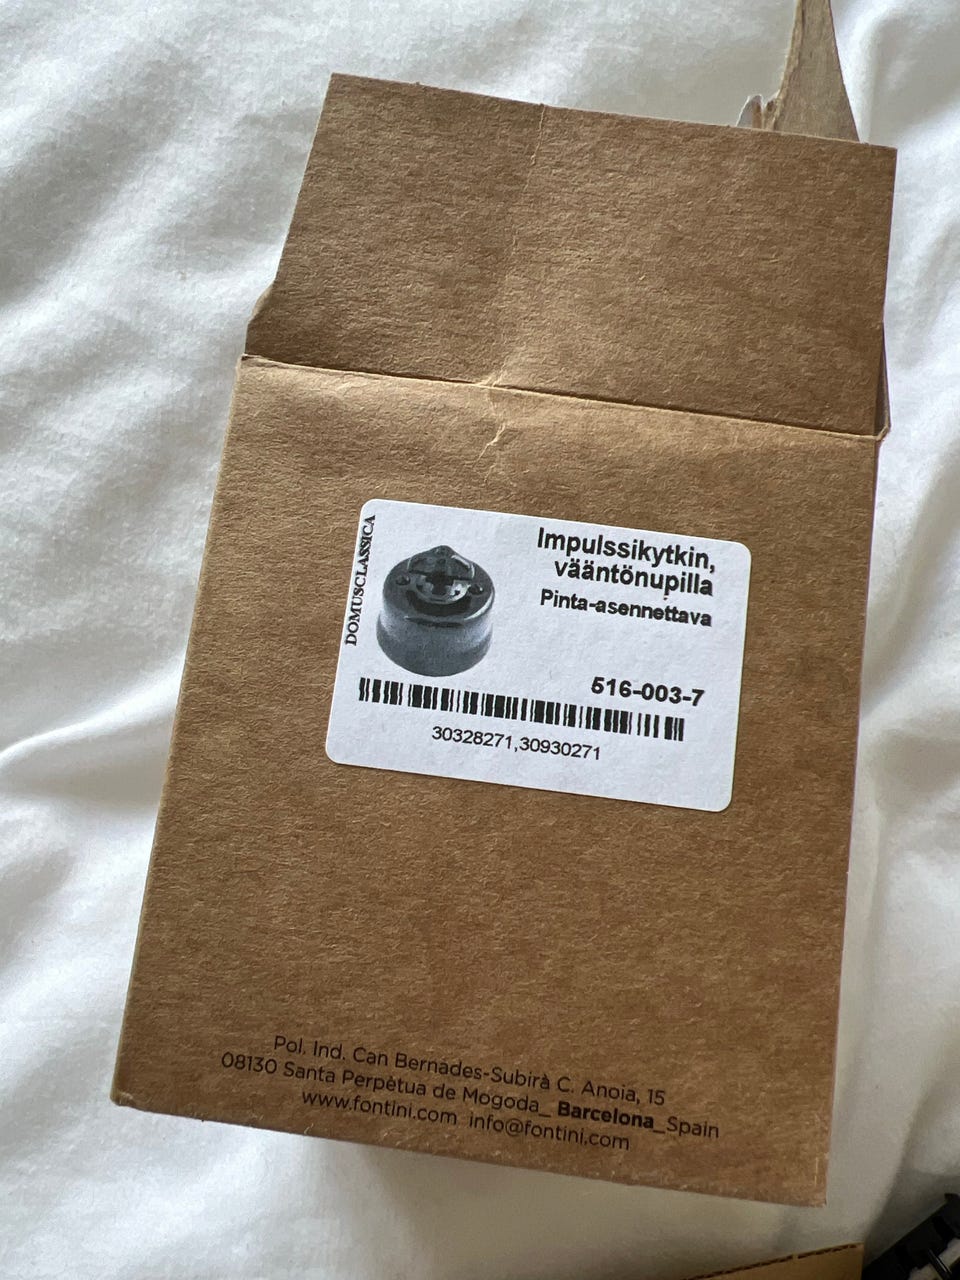 DOMUSCLASSICA
Impulssikytkin,
vääntönupilla
Pinta-asennettava
516-003-7
30328271,30930271
Pol. Ind. Can Bernades-Subirà C. Anoia, 15
08130 Santa Perpètua de Mogoda_ Barcelona_Spain
www.fontini.com info@fontini.com